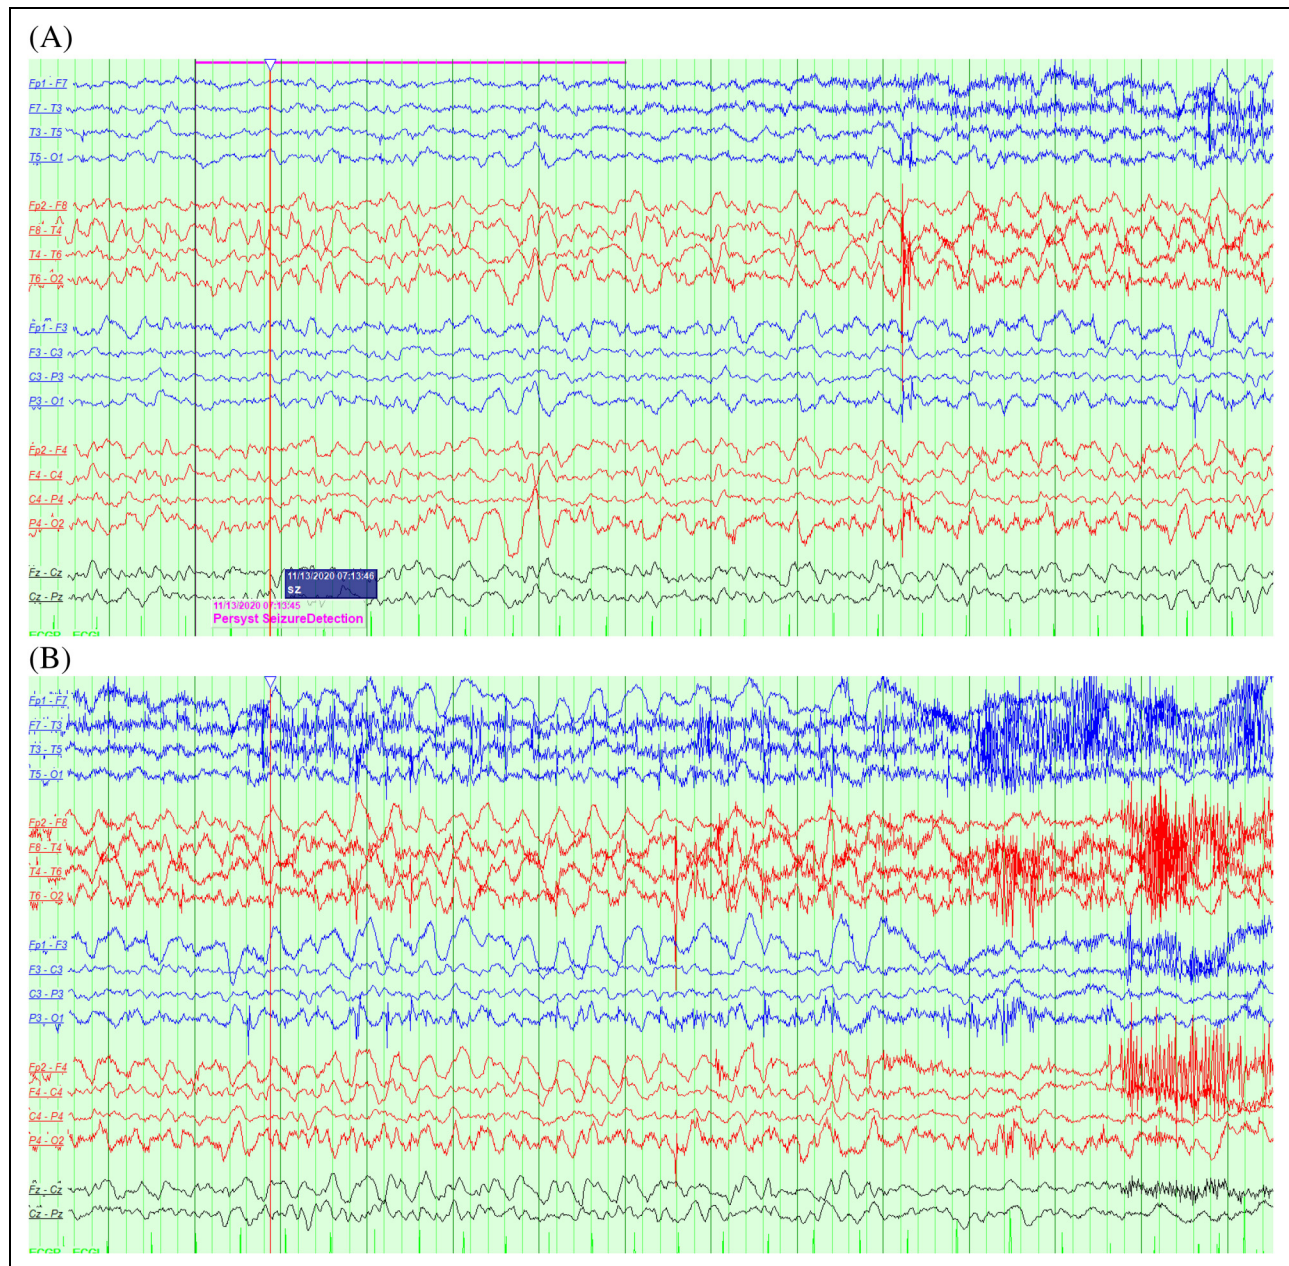 (A)
Fp1 - F7
F7 - T3
T3 - T5
T5 - O1
Fp2 - F8
F8 - T4
T4 - T6
T6 - O2
Fp1 - F3
F3 - C3
C3 - P3
P3 - O1
Fp2 - F4
F4 - C4
C4 - P4
P4 - O2
Fz - Cz
11/13/2020 07:13:46
sz
Cz - Pz
11/13/2020 07:13:45
Persyst SeizureDetection
(B)
Fp1 - F7
F7 - T3
T3 - T5
T5 - O1
Fp2 - F8
F8 - T4
T4 - T6
T6 - O2
Fp1 - F3
F3 - C3
C3 - P3
P3 - O1
Fp2 - F4
F4 - C4
C4 - P4
P4 - O2
Fz - Cz
Cz - Pz